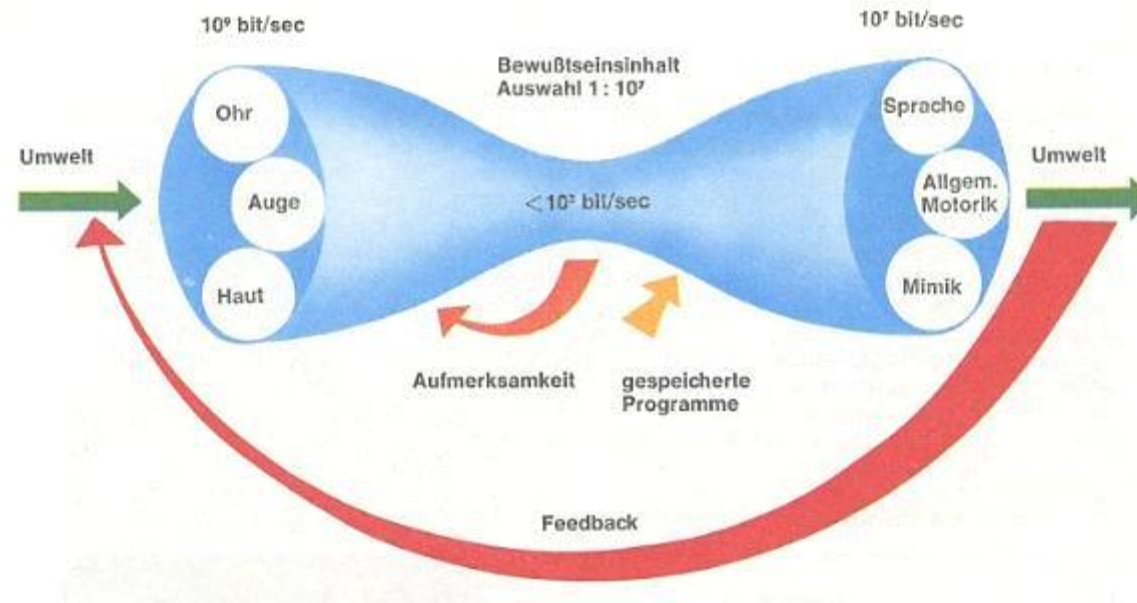 10⁹ bit/sec
10⁷ bit/sec
Bewußtseinsinhalt
Auswahl 1 : 10⁷
Ohr
Sprache
Umwelt
Umwelt
Auge
< 10² bit/sec
Allgem.
Motorik
Haut
Mimik
Aufmerksamkeit
gespeicherte
Programme
Feedback